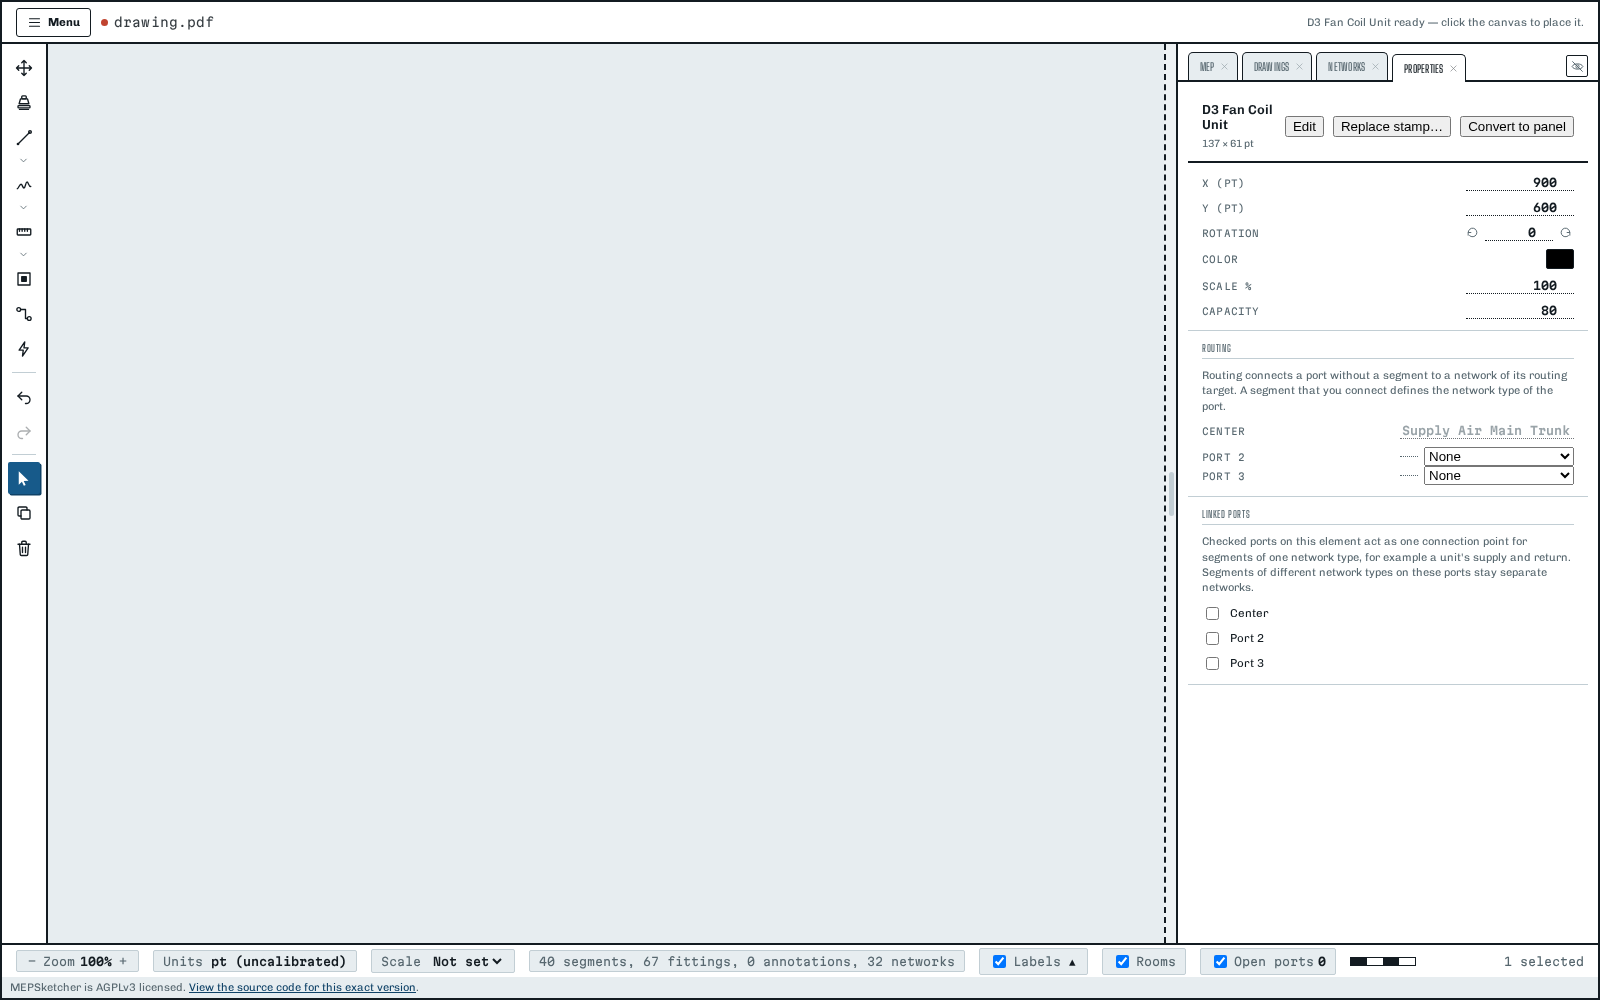 Menu
drawing.pdf
D3 Fan Coil Unit ready — click the canvas to place it.
MEP
DRAWINGS
NETWORKS
PROPERTIES
D3 Fan Coil
Unit
137 × 61 pt
Edit
Replace stamp…
Convert to panel
X (PT) 900
Y (PT) 600
ROTATION 0
COLOR
SCALE % 100
CAPACITY 80
ROUTING
Routing connects a port without a segment to a network of its routing
target. A segment that you connect defines the network type of the
port.
CENTER Supply Air Main Trunk
PORT 2 None
PORT 3 None
LINKED PORTS
Checked ports on this element act as one connection point for
segments of one network type, for example a unit's supply and return.
Segments of different network types on these ports stay separate
networks.
Center
Port 2
Port 3
− Zoom 100% +
Units pt (uncalibrated)
Scale Not set
40 segments, 67 fittings, 0 annotations, 32 networks
Labels ▲
Rooms
Open ports 0
1 selected
MEPSketcher is AGPLv3 licensed. View the source code for this exact version.